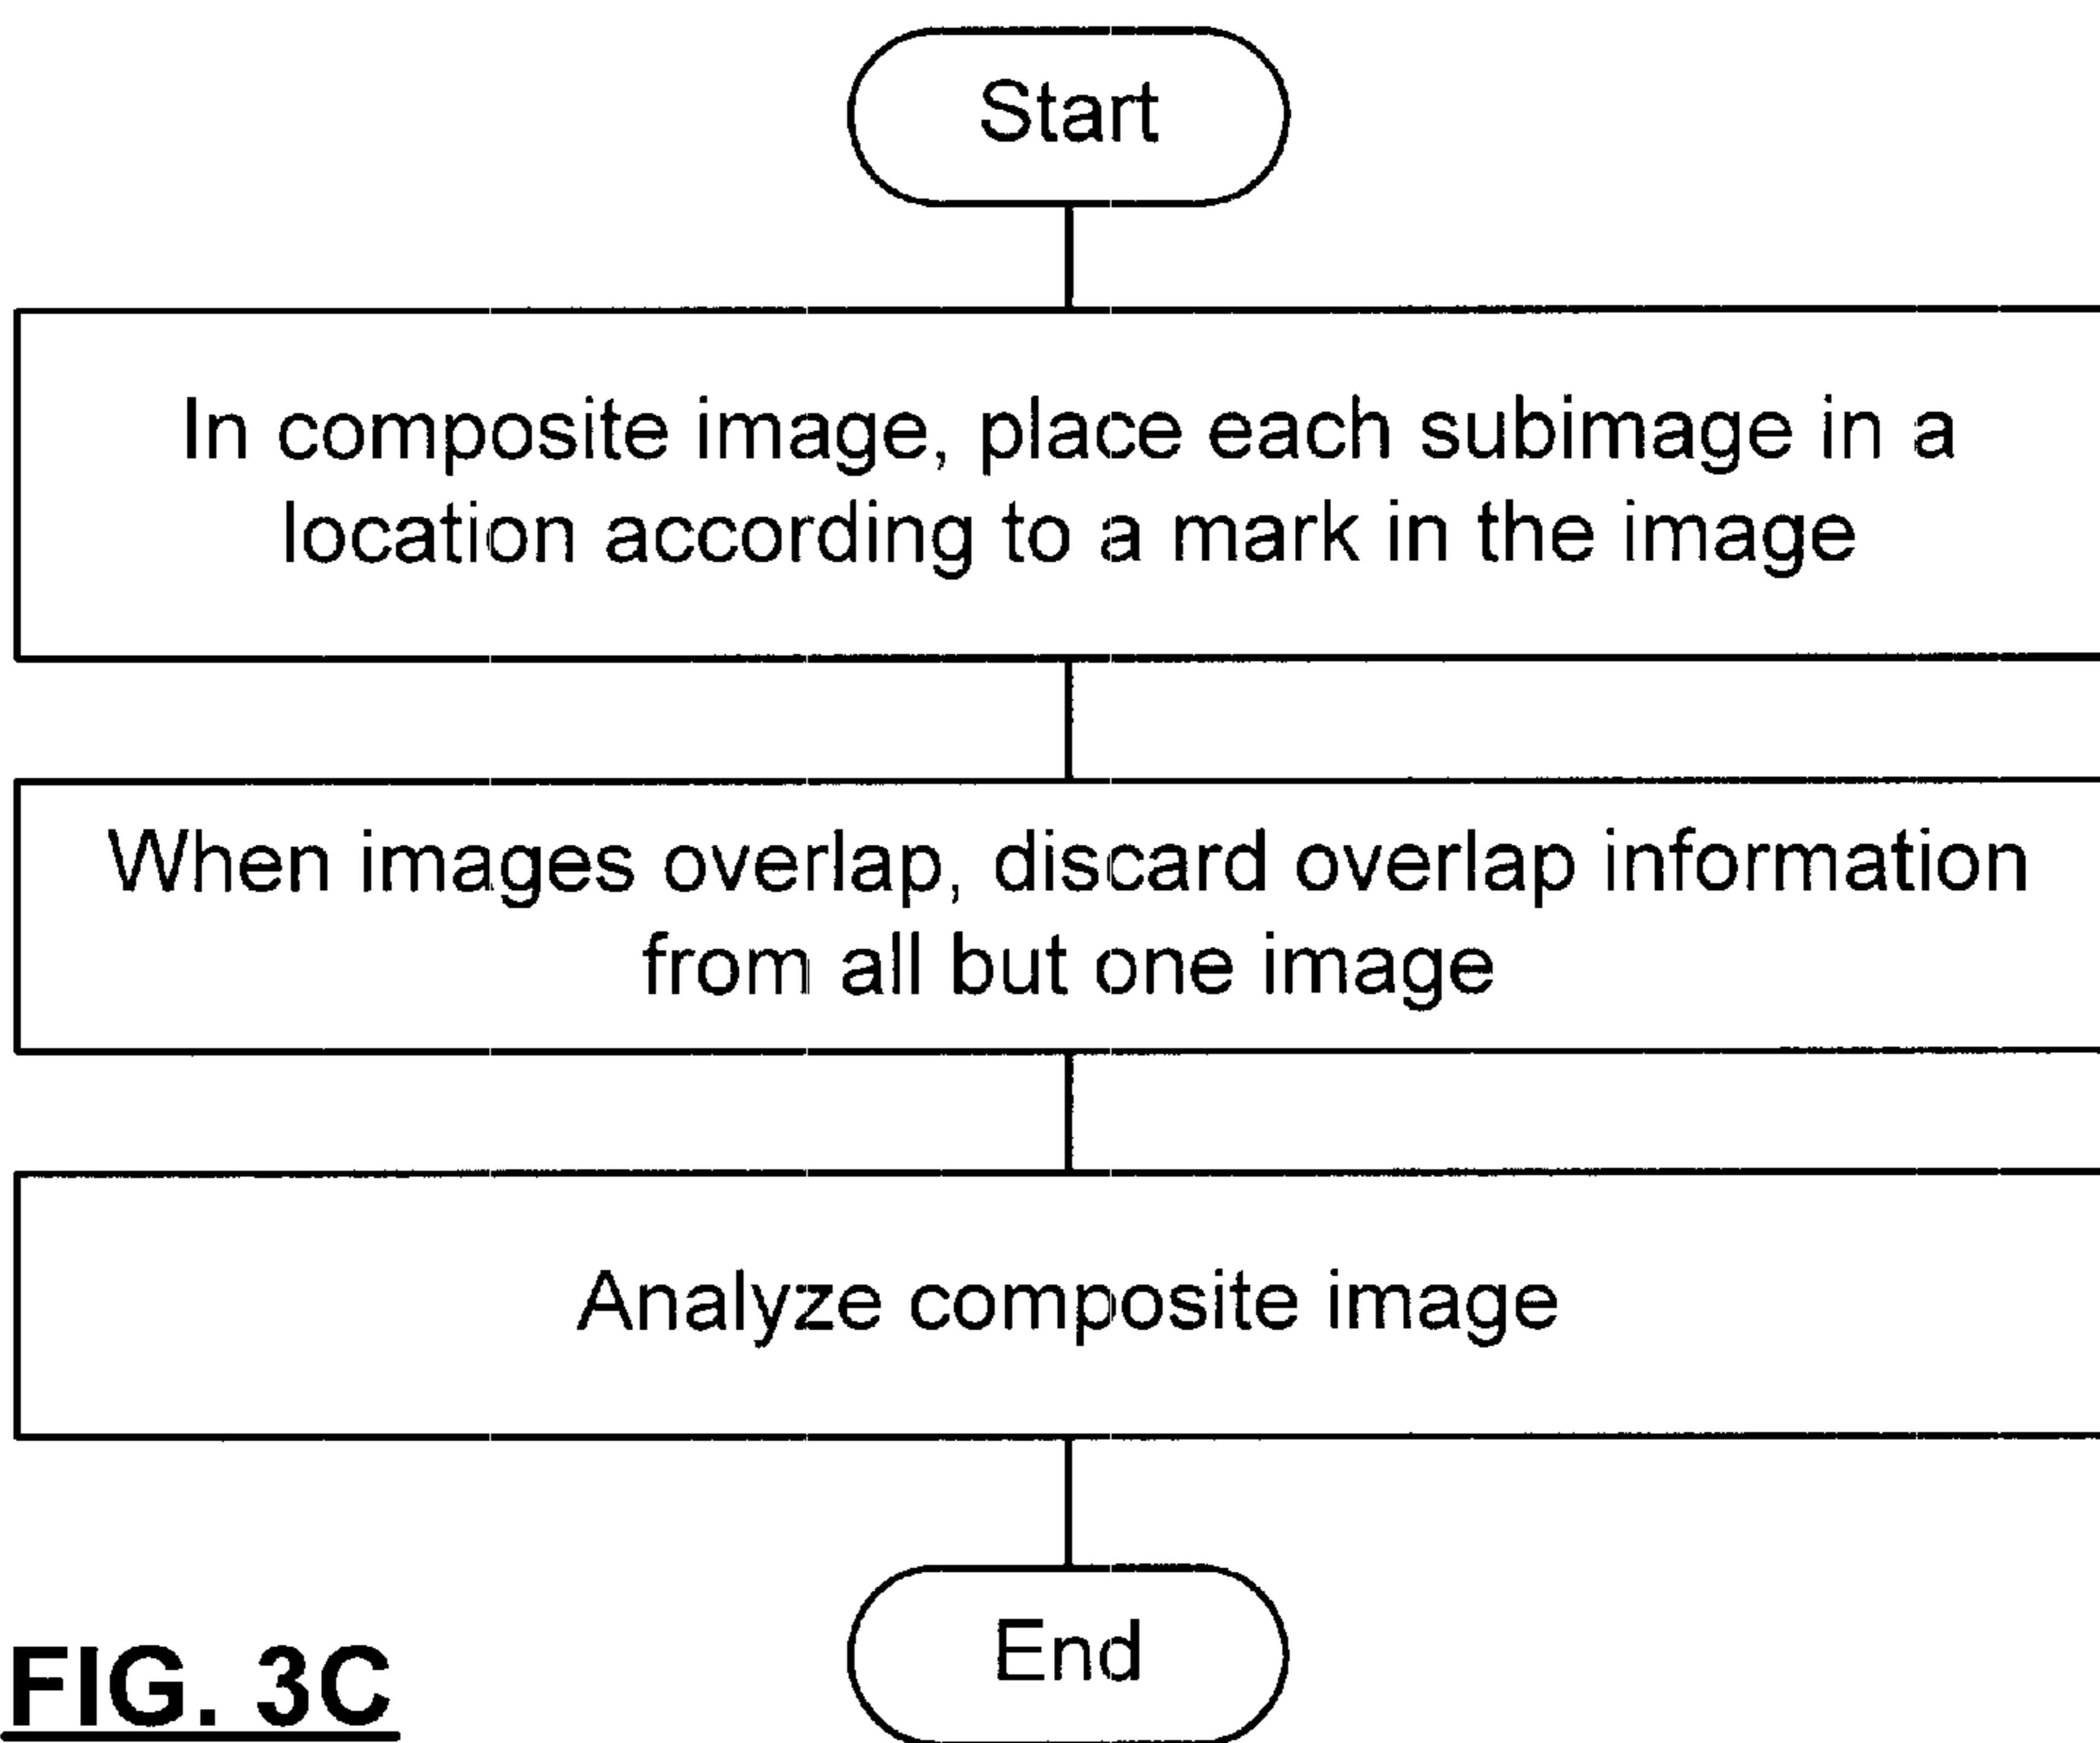 Start
In composite image, place each subimage in a
location according to a mark in the image
When images overlap, discard overlap information
from all but one image
Analyze composite image
End
FIG. 3C